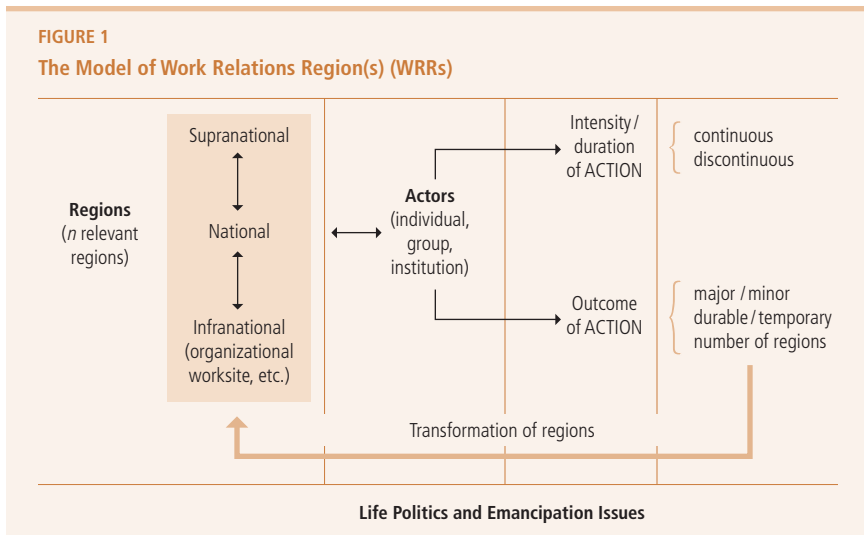 FIGURE 1
The Model of Work Relations Region(s) (WRRs)
Regions
(n relevant
regions)
Supranational
National
Infranational
(organizational
worksite, etc.)
Actors
(individual,
group,
institution)
Intensity/
duration
of ACTION
continuous
discontinuous
Outcome
of ACTION
major / minor
durable/temporary
number of regions
Transformation of regions
Life Politics and Emancipation Issues